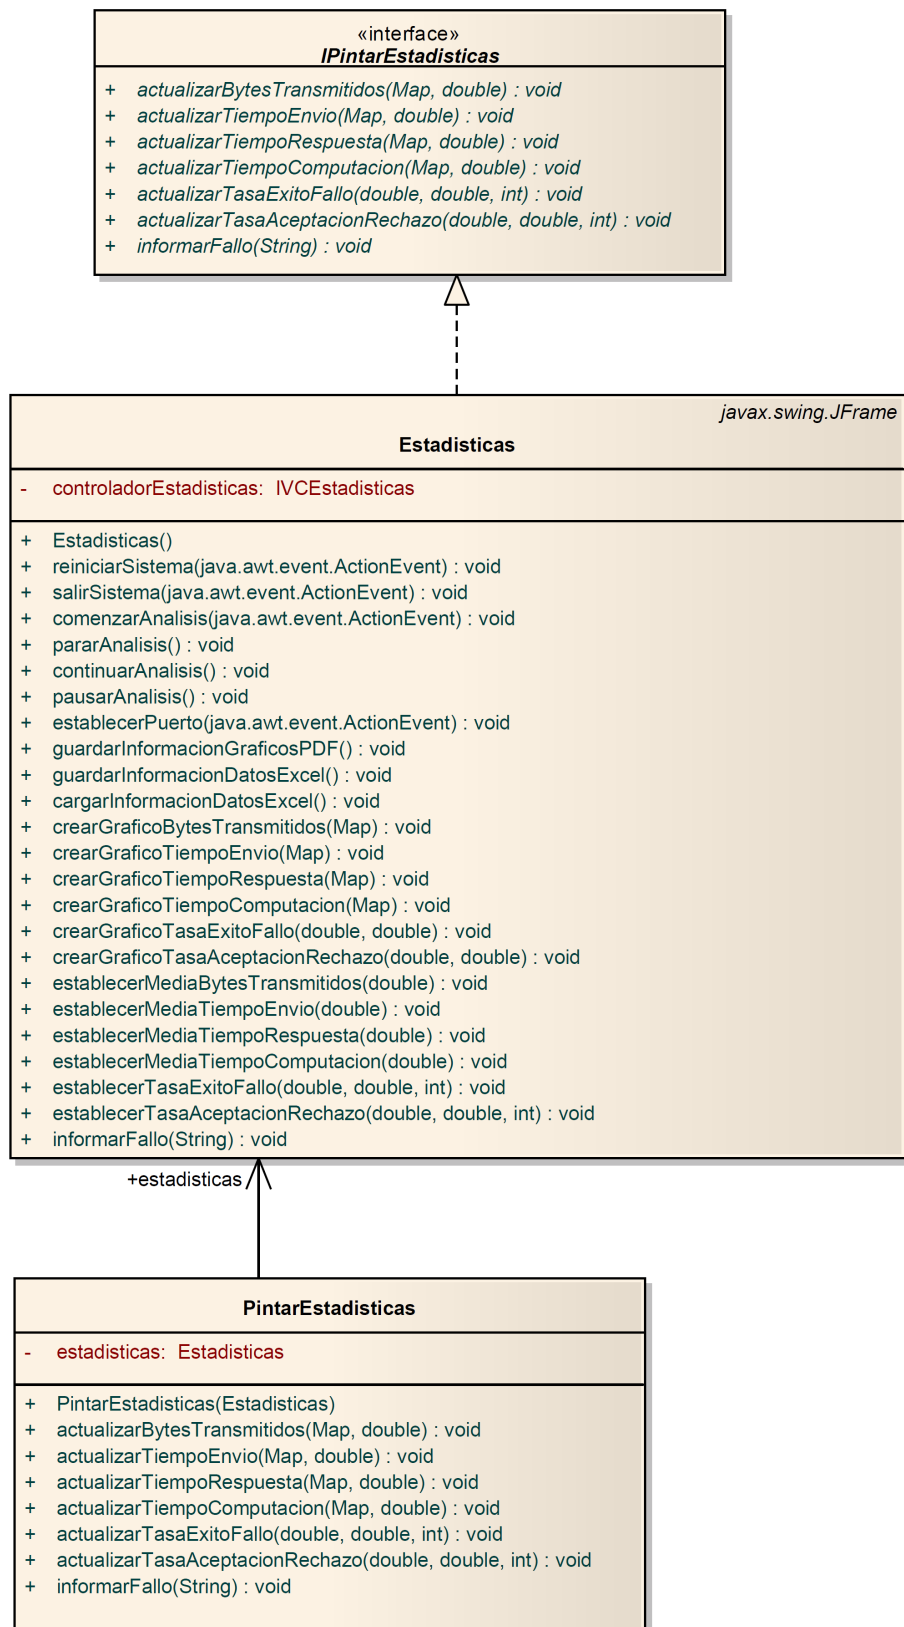 «interface»
IPintarEstadisticas
+ actualizarBytesTransmitidos(Map, double) : void
+ actualizarTiempoEnvio(Map, double) : void
+ actualizarTiempoRespuesta(Map, double) : void
+ actualizarTiempoComputacion(Map, double) : void
+ actualizarTasaExitoFallo(double, double, int) : void
+ actualizarTasaAceptacionRechazo(double, double, int) : void
+ informarFallo(String) : void
javax.swing.JFrame
Estadisticas
- controladorEstadisticas: IVCEstadisticas
+ Estadisticas()
+ reiniciarSistema(java.awt.event.ActionEvent) : void
+ salirSistema(java.awt.event.ActionEvent) : void
+ comenzarAnalisis(java.awt.event.ActionEvent) : void
+ pararAnalisis() : void
+ continuarAnalisis() : void
+ pausarAnalisis() : void
+ establecerPuerto(java.awt.event.ActionEvent) : void
+ guardarInformacionGraficosPDF() : void
+ guardarInformacionDatosExcel() : void
+ cargarInformacionDatosExcel() : void
+ crearGraficoBytesTransmitidos(Map) : void
+ crearGraficoTiempoEnvio(Map) : void
+ crearGraficoTiempoRespuesta(Map) : void
+ crearGraficoTiempoComputacion(Map) : void
+ crearGraficoTasaExitoFallo(double, double) : void
+ crearGraficoTasaAceptacionRechazo(double, double) : void
+ establecerMediaBytesTransmitidos(double) : void
+ establecerMediaTiempoEnvio(double) : void
+ establecerMediaTiempoRespuesta(double) : void
+ establecerMediaTiempoComputacion(double) : void
+ establecerTasaExitoFallo(double, double, int) : void
+ establecerTasaAceptacionRechazo(double, double, int) : void
+ informarFallo(String) : void
+estadisticas
PintarEstadisticas
- estadisticas: Estadisticas
+ PintarEstadisticas(Estadisticas)
+ actualizarBytesTransmitidos(Map, double) : void
+ actualizarTiempoEnvio(Map, double) : void
+ actualizarTiempoRespuesta(Map, double) : void
+ actualizarTiempoComputacion(Map, double) : void
+ actualizarTasaExitoFallo(double, double, int) : void
+ actualizarTasaAceptacionRechazo(double, double, int) : void
+ informarFallo(String) : void